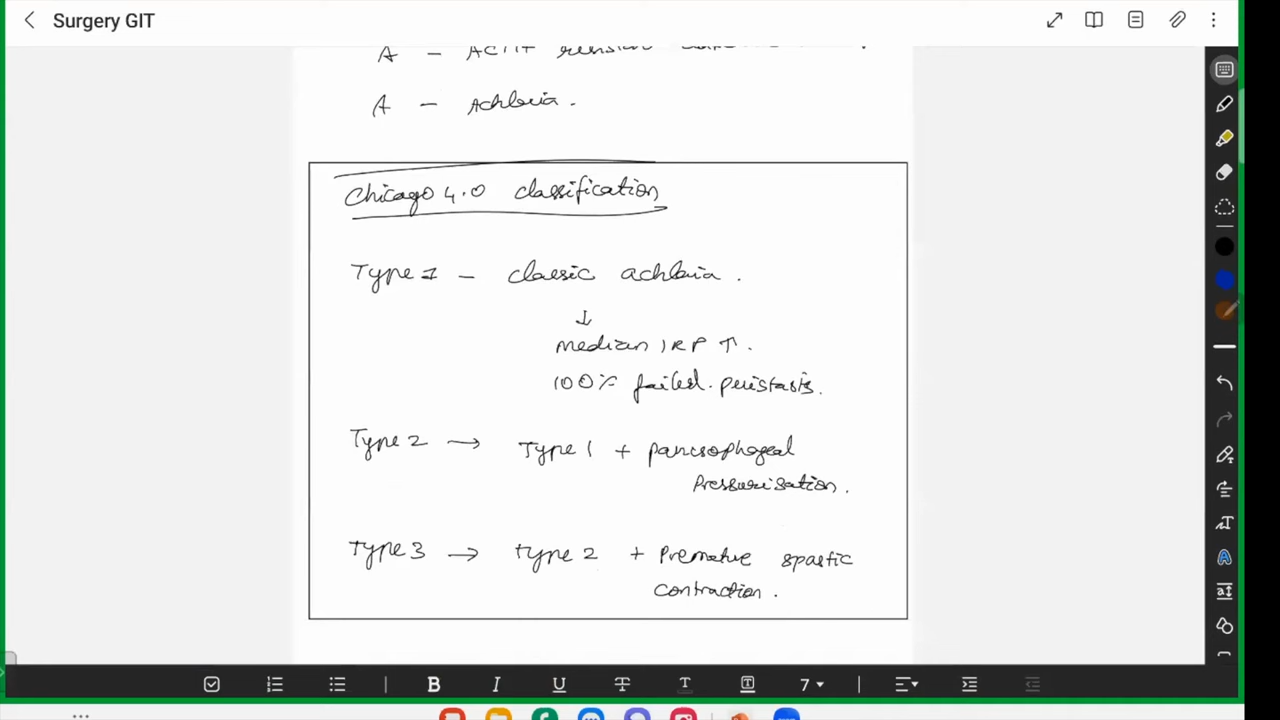 Surgery GIT
A -
A - Achlasia.
Chicago 4.0 classification
Type 1 - classic achlasia.
↓
median IRP ↑.
100% failed peristasis.
Type 2 → Type 1 + panesophageal
Pressurisation.
Type 3 → type 2 + Premature spastic
contraction.
B I U T T T 7